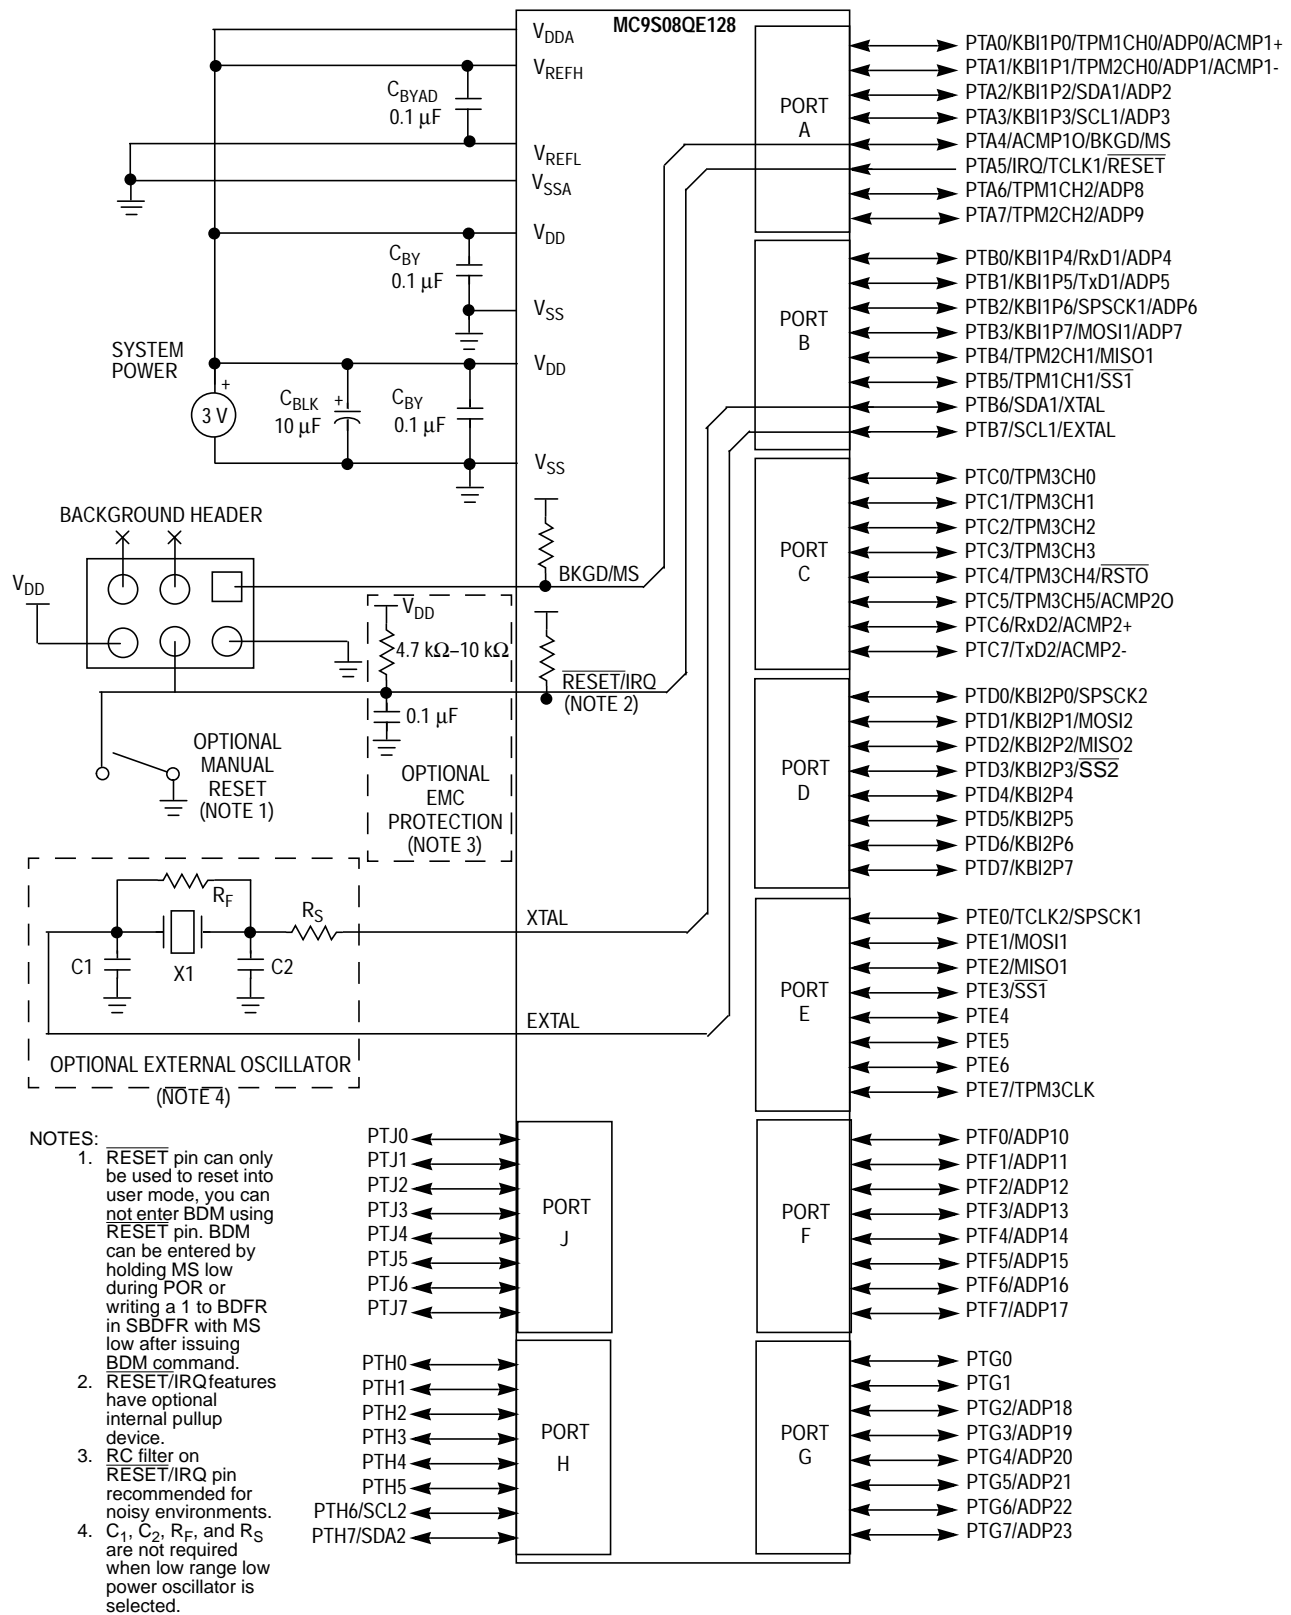 MC9S08QE128
VDDA
VREFH
CBYAD
0.1 µF
VREFL
VSSA
VDD
CBY
0.1 µF
VSS
SYSTEM
POWER
+
3 V
CBLK
10 µF
+
CBY
0.1 µF
VDD
VSS
BACKGROUND HEADER
VDD
BKGD/MS
VDD
4.7 kΩ–10 kΩ
RESET/IRQ
(NOTE 2)
0.1 µF
OPTIONAL
MANUAL
RESET
(NOTE 1)
OPTIONAL
EMC
PROTECTION
(NOTE 3)
RF
RS
C1
X1
C2
XTAL
EXTAL
OPTIONAL EXTERNAL OSCILLATOR
(NOTE 4)
PORT
A
PTA0/KBI1P0/TPM1CH0/ADP0/ACMP1+
PTA1/KBI1P1/TPM2CH0/ADP1/ACMP1-
PTA2/KBI1P2/SDA1/ADP2
PTA3/KBI1P3/SCL1/ADP3
PTA4/ACMP1O/BKGD/MS
PTA5/IRQ/TCLK1/RESET
PTA6/TPM1CH2/ADP8
PTA7/TPM2CH2/ADP9
PORT
B
PTB0/KBI1P4/RxD1/ADP4
PTB1/KBI1P5/TxD1/ADP5
PTB2/KBI1P6/SPSCK1/ADP6
PTB3/KBI1P7/MOSI1/ADP7
PTB4/TPM2CH1/MISO1
PTB5/TPM1CH1/SS1
PTB6/SDA1/XTAL
PTB7/SCL1/EXTAL
PORT
C
PTC0/TPM3CH0
PTC1/TPM3CH1
PTC2/TPM3CH2
PTC3/TPM3CH3
PTC4/TPM3CH4/RSTO
PTC5/TPM3CH5/ACMP2O
PTC6/RxD2/ACMP2+
PTC7/TxD2/ACMP2-
PORT
D
PTD0/KBI2P0/SPSCK2
PTD1/KBI2P1/MOSI2
PTD2/KBI2P2/MISO2
PTD3/KBI2P3/SS2
PTD4/KBI2P4
PTD5/KBI2P5
PTD6/KBI2P6
PTD7/KBI2P7
PORT
E
PTE0/TCLK2/SPSCK1
PTE1/MOSI1
PTE2/MISO1
PTE3/SS1
PTE4
PTE5
PTE6
PTE7/TPM3CLK
PORT
F
PTF0/ADP10
PTF1/ADP11
PTF2/ADP12
PTF3/ADP13
PTF4/ADP14
PTF5/ADP15
PTF6/ADP16
PTF7/ADP17
PORT
G
PTG0
PTG1
PTG2/ADP18
PTG3/ADP19
PTG4/ADP20
PTG5/ADP21
PTG6/ADP22
PTG7/ADP23
PTJ0
PTJ1
PTJ2
PTJ3
PTJ4
PTJ5
PTJ6
PTJ7
PORT
J
PTH0
PTH1
PTH2
PTH3
PTH4
PTH5
PTH6/SCL2
PTH7/SDA2
PORT
H
NOTES:
1. RESET pin can only
be used to reset into
user mode, you can
not enter BDM using
RESET pin. BDM
can be entered by
holding MS low
during POR or
writing a 1 to BDFR
in SBDFR with MS
low after issuing
BDM command.
2. RESET/IRQ features
have optional
internal pullup
device.
3. RC filter on
RESET/IRQ pin
recommended for
noisy environments.
4. C1, C2, RF, and RS
are not required
when low range low
power oscillator is
selected.